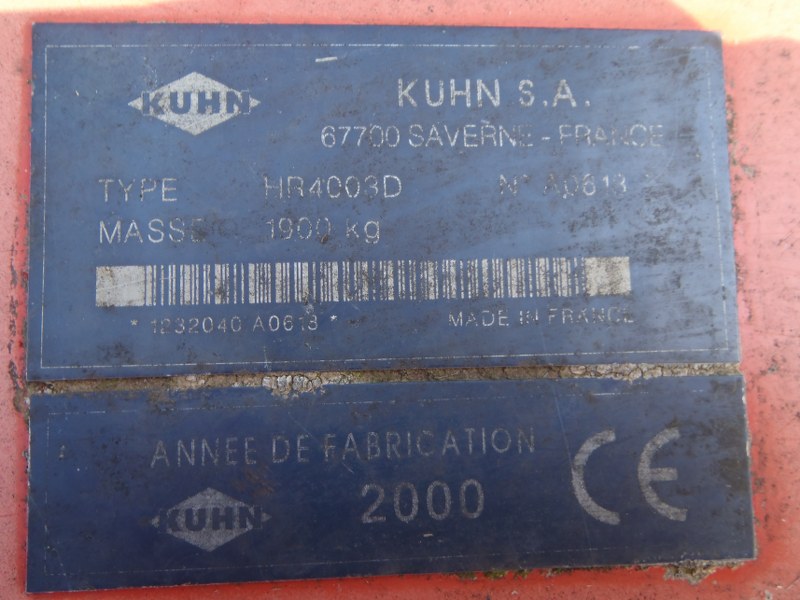 KUHN
KUHN S.A.
67700 SAVERNE - FRANCE
TYPE HR4003D N° A0613
MASSE 1900 kg
* 1232040 A0613 *
MADE IN FRANCE
ANNEE DE FABRICATION
2000
KUHN
CE